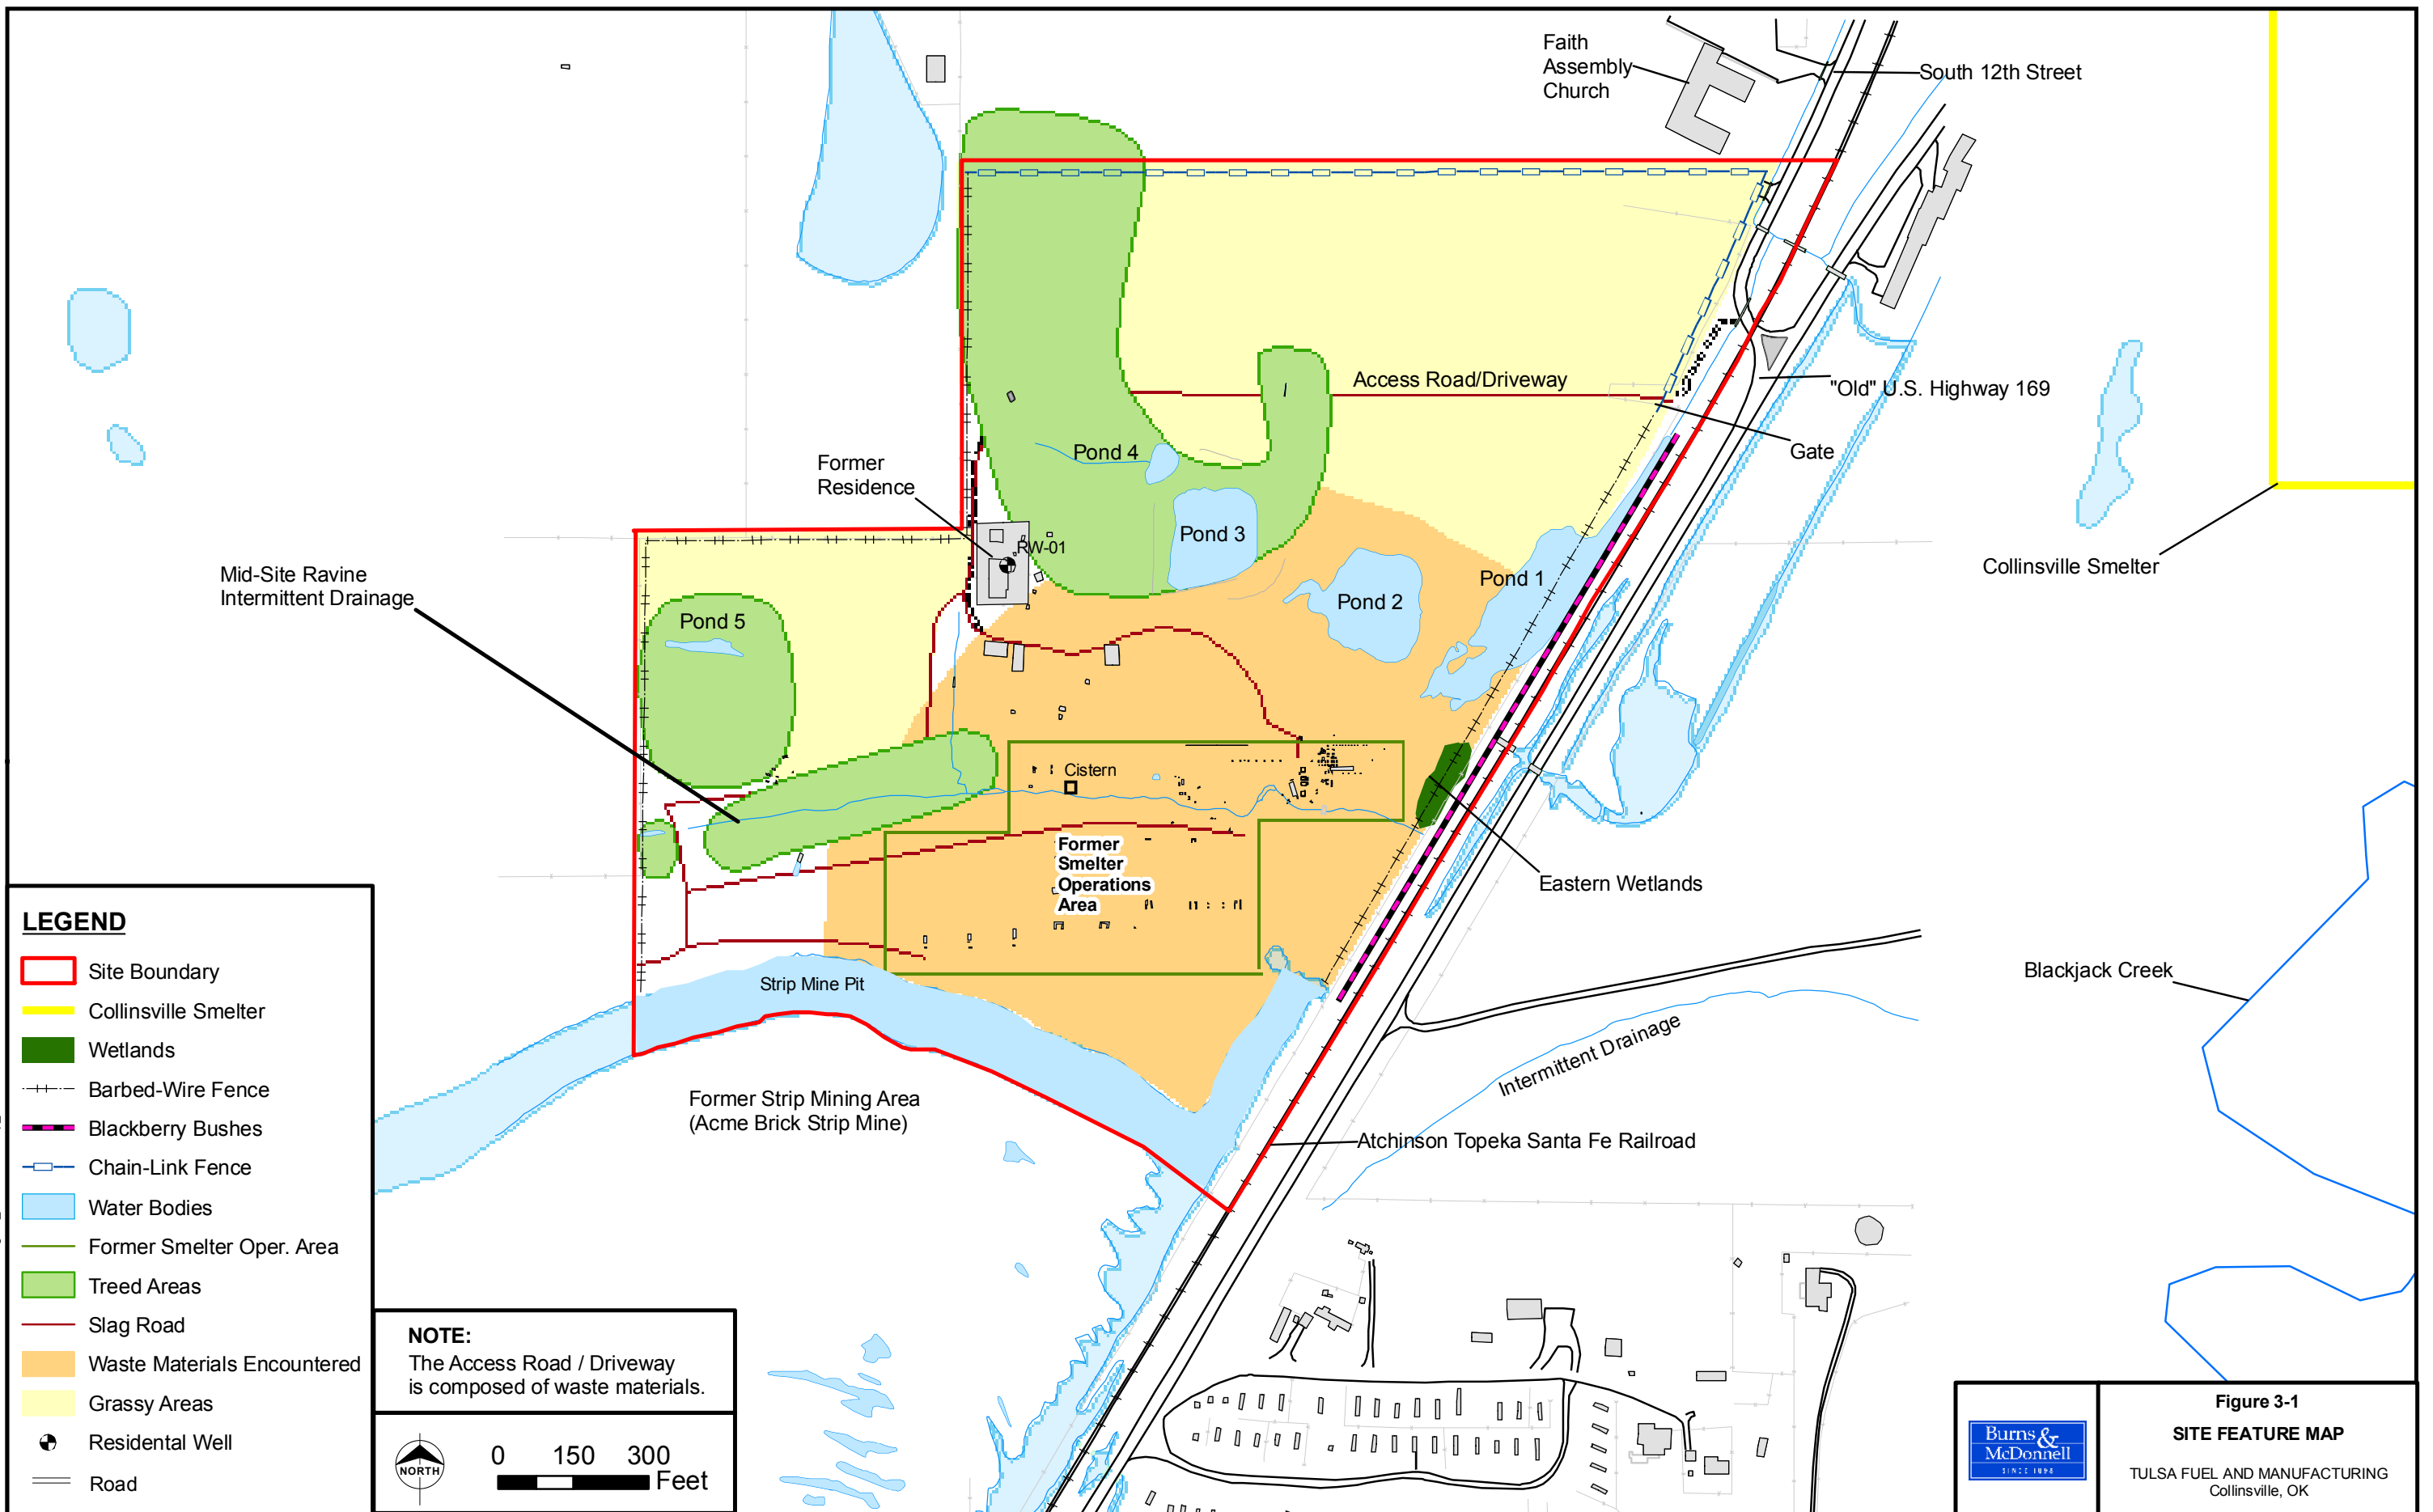 Faith
Assembly
Church
South 12th Street
Access Road/Driveway
"Old" U.S. Highway 169
Gate
Pond 4
Former
Residence
RW-01
Pond 3
Pond 1
Pond 2
Collinsville Smelter
Mid-Site Ravine
Intermittent Drainage
Pond 5
Cistern
Former
Smelter
Operations
Area
Eastern Wetlands
Strip Mine Pit
Blackjack Creek
Intermittent Drainage
Former Strip Mining Area
(Acme Brick Strip Mine)
Atchinson Topeka Santa Fe Railroad
LEGEND
Site Boundary
Collinsville Smelter
Wetlands
Barbed-Wire Fence
Blackberry Bushes
Chain-Link Fence
Water Bodies
Former Smelter Oper. Area
Treed Areas
Slag Road
Waste Materials Encountered
Grassy Areas
Residental Well
Road
NOTE:
The Access Road / Driveway
is composed of waste materials.
NORTH
0 150 300
Feet
Burns &
McDonnell
SINCE 1898
Figure 3-1
SITE FEATURE MAP
TULSA FUEL AND MANUFACTURING
Collinsville, OK